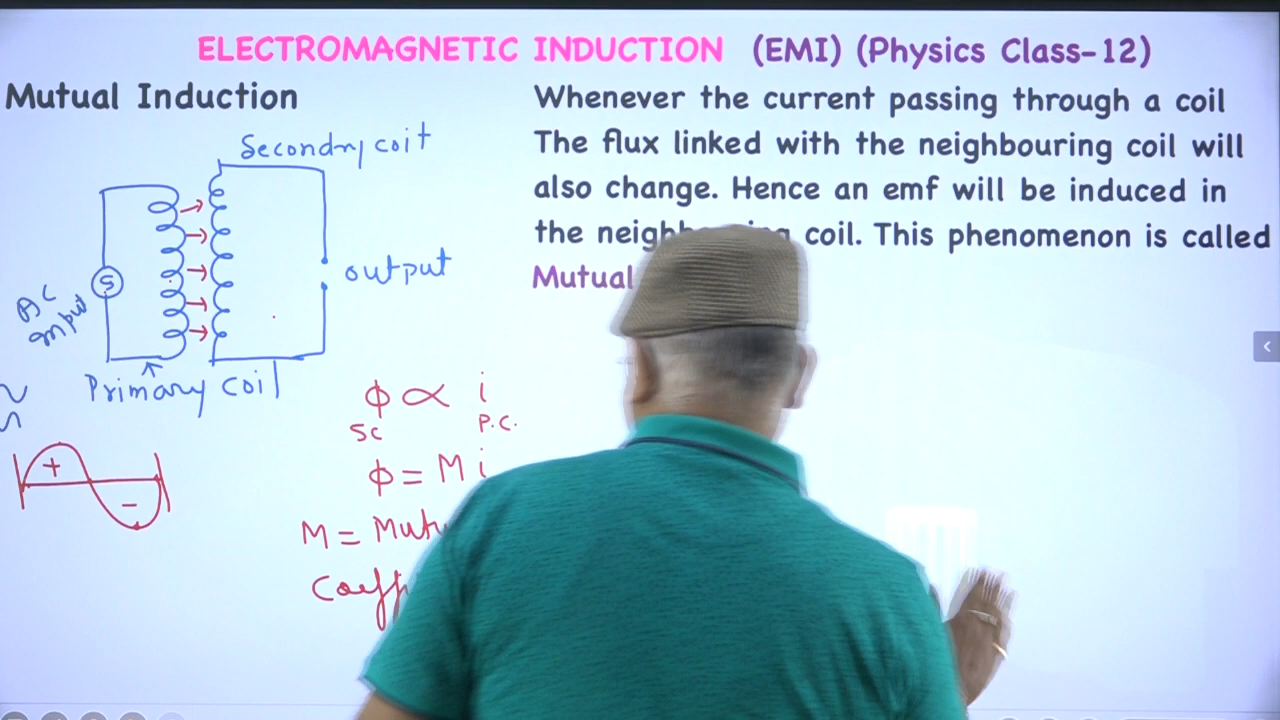 ELECTROMAGNETIC INDUCTION (EMI) (Physics Class-12)
Mutual Induction
Whenever the current passing through a coil
The flux linked with the neighbouring coil will
also change. Hence an emf will be induced in
the coil. This phenomenon is called
Mutual
Secondry coil
S
output
AC
Input
Primary coil
+
−
ϕ ∝ i
SC P.C.
ϕ = M i
M =